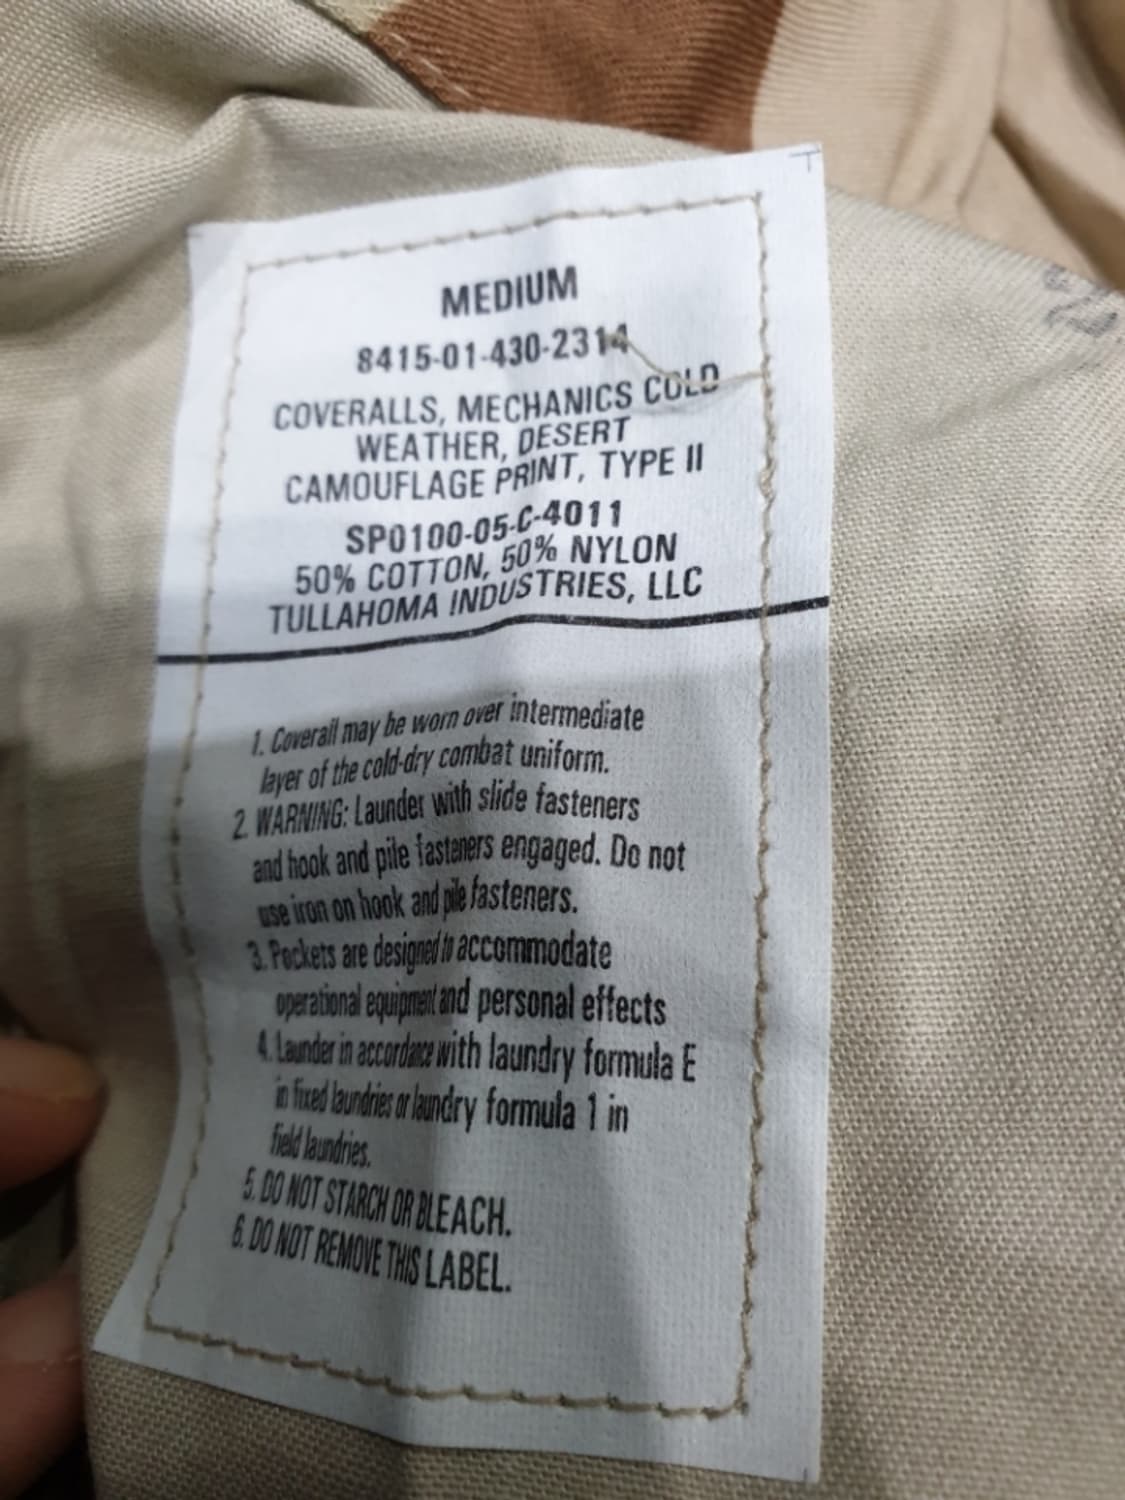 MEDIUM
8415-01-430-2314
COVERALLS, MECHANICS COLD
WEATHER, DESERT
CAMOUFLAGE PRINT, TYPE II
SP0100-05-C-4011
50% COTTON, 50% NYLON
TULLAHOMA INDUSTRIES, LLC
1. Coverall may be worn over intermediate
layer of the cold-dry combat uniform.
2. WARNING: Launder with slide fasteners
and hook and pile fasteners engaged. Do not
use iron on hook and pile fasteners.
3. Pockets are designed to accommodate
operational equipment and personal effects
4. Launder in accordance with laundry formula E
in fixed laundries or laundry formula 1 in
field laundries.
5. DO NOT STARCH OR BLEACH.
6. DO NOT REMOVE THIS LABEL.